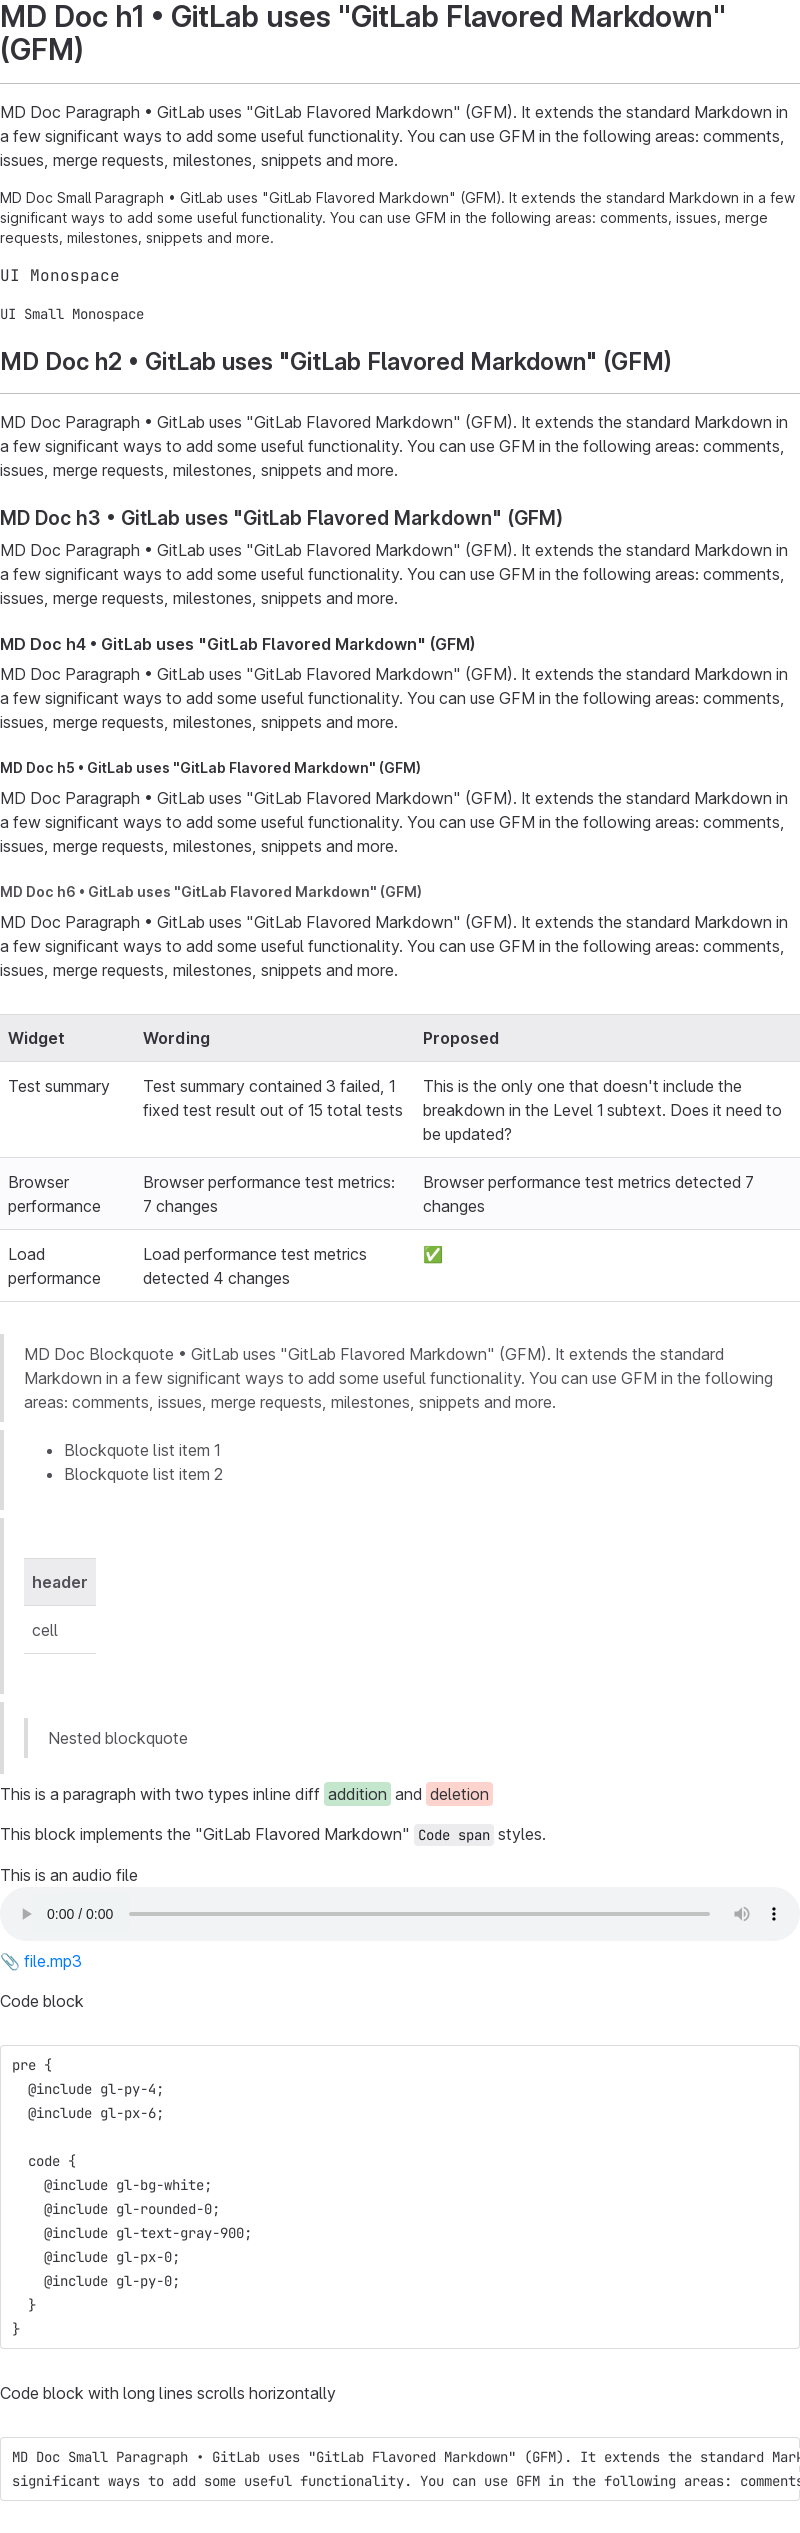 MD Doc h1 • GitLab uses "GitLab Flavored Markdown"
(GFM)
MD Doc Paragraph • GitLab uses "GitLab Flavored Markdown" (GFM). It extends the standard Markdown in
a few significant ways to add some useful functionality. You can use GFM in the following areas: comments,
issues, merge requests, milestones, snippets and more.
MD Doc Small Paragraph • GitLab uses "GitLab Flavored Markdown" (GFM). It extends the standard Markdown in a few
significant ways to add some useful functionality. You can use GFM in the following areas: comments, issues, merge
requests, milestones, snippets and more.
UI Monospace
UI Small Monospace
MD Doc h2 • GitLab uses "GitLab Flavored Markdown" (GFM)
MD Doc Paragraph • GitLab uses "GitLab Flavored Markdown" (GFM). It extends the standard Markdown in
a few significant ways to add some useful functionality. You can use GFM in the following areas: comments,
issues, merge requests, milestones, snippets and more.
MD Doc h3 • GitLab uses "GitLab Flavored Markdown" (GFM)
MD Doc Paragraph • GitLab uses "GitLab Flavored Markdown" (GFM). It extends the standard Markdown in
a few significant ways to add some useful functionality. You can use GFM in the following areas: comments,
issues, merge requests, milestones, snippets and more.
MD Doc h4 • GitLab uses "GitLab Flavored Markdown" (GFM)
MD Doc Paragraph • GitLab uses "GitLab Flavored Markdown" (GFM). It extends the standard Markdown in
a few significant ways to add some useful functionality. You can use GFM in the following areas: comments,
issues, merge requests, milestones, snippets and more.
MD Doc h5 • GitLab uses "GitLab Flavored Markdown" (GFM)
MD Doc Paragraph • GitLab uses "GitLab Flavored Markdown" (GFM). It extends the standard Markdown in
a few significant ways to add some useful functionality. You can use GFM in the following areas: comments,
issues, merge requests, milestones, snippets and more.
MD Doc h6 • GitLab uses "GitLab Flavored Markdown" (GFM)
MD Doc Paragraph • GitLab uses "GitLab Flavored Markdown" (GFM). It extends the standard Markdown in
a few significant ways to add some useful functionality. You can use GFM in the following areas: comments,
issues, merge requests, milestones, snippets and more.
Widget Wording Proposed
Test summary Test summary contained 3 failed, 1 This is the only one that doesn't include the
fixed test result out of 15 total tests breakdown in the Level 1 subtext. Does it need to
be updated?
Browser Browser performance test metrics: Browser performance test metrics detected 7
performance 7 changes changes
Load Load performance test metrics ✅
performance detected 4 changes
MD Doc Blockquote • GitLab uses "GitLab Flavored Markdown" (GFM). It extends the standard
Markdown in a few significant ways to add some useful functionality. You can use GFM in the following
areas: comments, issues, merge requests, milestones, snippets and more.
• Blockquote list item 1
• Blockquote list item 2
header
cell
Nested blockquote
This is a paragraph with two types inline diff addition and deletion
This block implements the "GitLab Flavored Markdown" Code span styles.
This is an audio file
0:00 / 0:00
📎 file.mp3
Code block
pre {
  @include gl-py-4;
  @include gl-px-6;
  code {
    @include gl-bg-white;
    @include gl-rounded-0;
    @include gl-text-gray-900;
    @include gl-px-0;
    @include gl-py-0;
  }
}
Code block with long lines scrolls horizontally
MD Doc Small Paragraph • GitLab uses "GitLab Flavored Markdown" (GFM). It extends the standard Mark
significant ways to add some useful functionality. You can use GFM in the following areas: comments